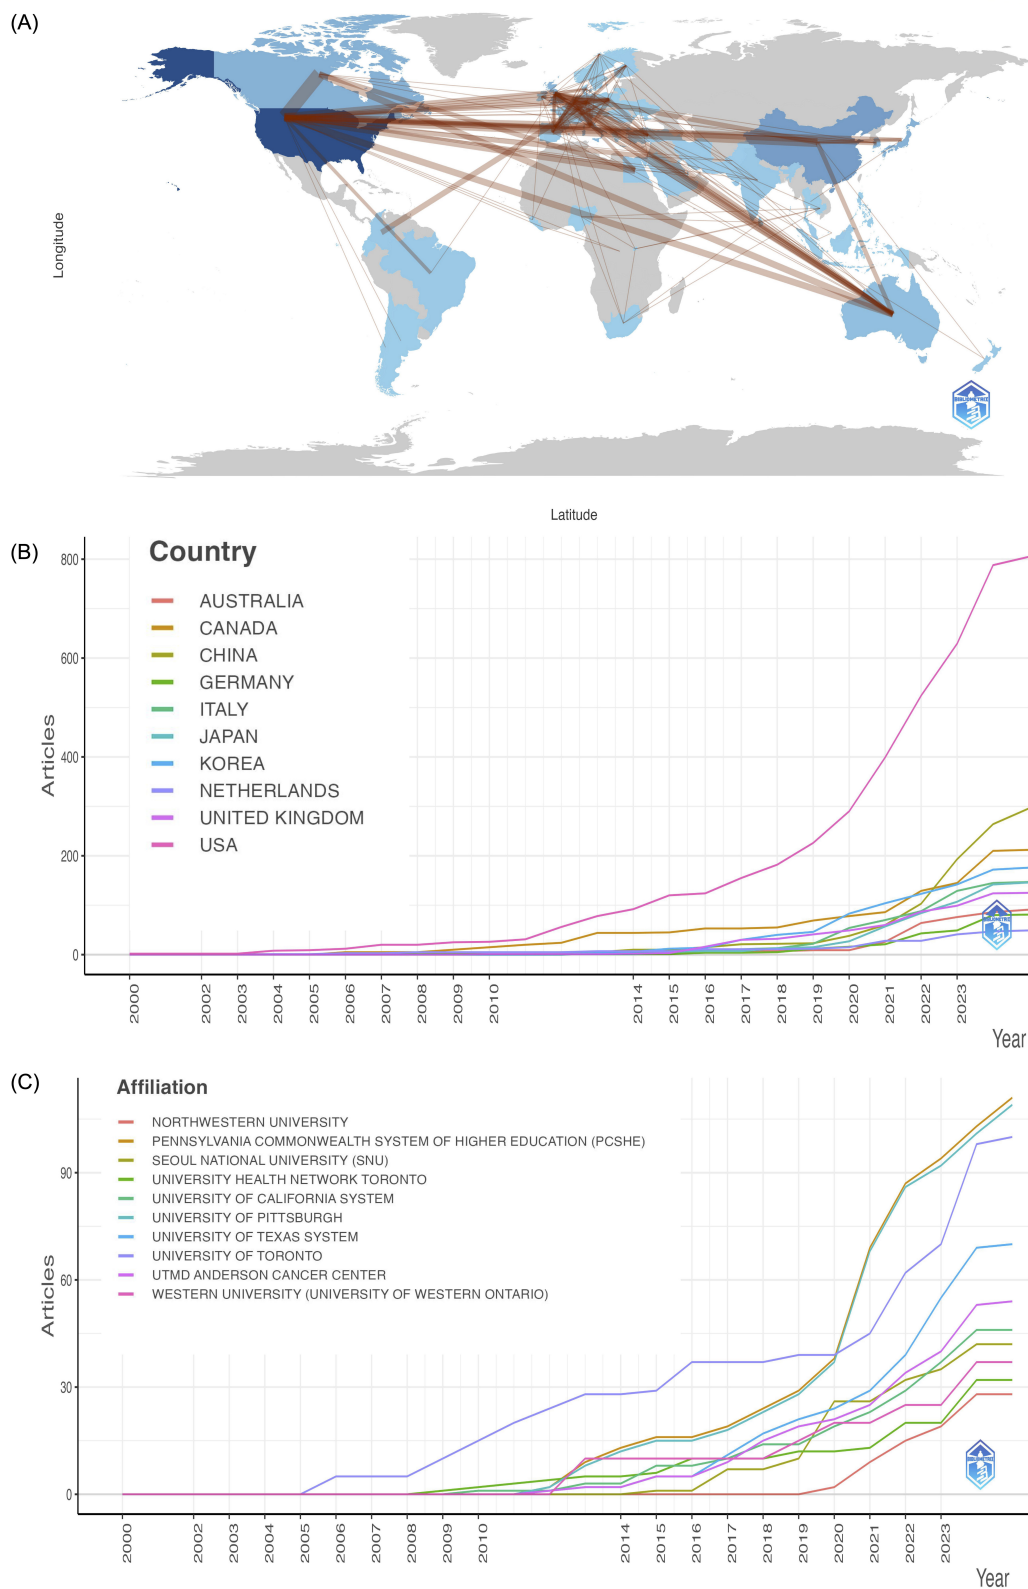 (A)
Longitude
BIBLIOMETRIX
Latitude
(B)
Country
AUSTRALIA
CANADA
CHINA
GERMANY
ITALY
JAPAN
KOREA
NETHERLANDS
UNITED KINGDOM
USA
Articles
800
600
400
200
0
BIBLIOMETRIX
2000 2002 2003 2004 2005 2006 2007 2008 2009 2010 2014 2015 2016 2017 2018 2019 2020 2021 2022 2023
Year
(C)
Affiliation
NORTHWESTERN UNIVERSITY
PENNSYLVANIA COMMONWEALTH SYSTEM OF HIGHER EDUCATION (PCSHE)
SEOUL NATIONAL UNIVERSITY (SNU)
UNIVERSITY HEALTH NETWORK TORONTO
UNIVERSITY OF CALIFORNIA SYSTEM
UNIVERSITY OF PITTSBURGH
UNIVERSITY OF TEXAS SYSTEM
UNIVERSITY OF TORONTO
UTMD ANDERSON CANCER CENTER
WESTERN UNIVERSITY (UNIVERSITY OF WESTERN ONTARIO)
Articles
90
60
30
0
BIBLIOMETRIX
2000 2002 2003 2004 2005 2006 2007 2008 2009 2010 2014 2015 2016 2017 2018 2019 2020 2021 2022 2023
Year